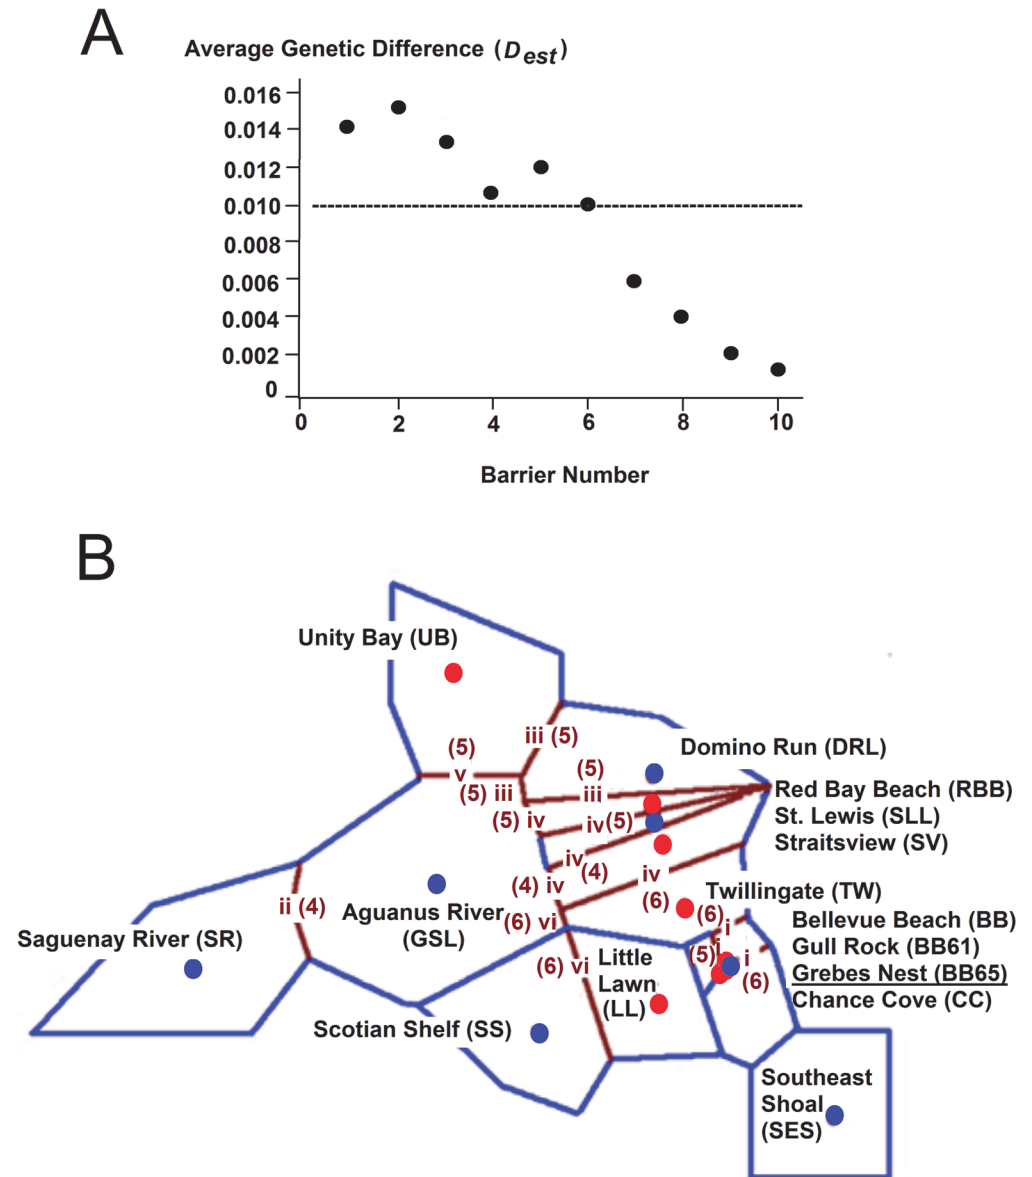 A
Average Genetic Difference (Dest)
0.016
0.014
0.012
0.010
0.008
0.006
0.004
0.002
0
0 2 4 6 8 10
Barrier Number
B
Unity Bay (UB)
iii (5)
(5)
v
Domino Run (DRL)
(5)
(5) iii
iii
Red Bay Beach (RBB)
St. Lewis (SLL)
(5) iv
iv(5)
Straitsview (SV)
iv
(4)
(4) iv
iv
(6)
Twillingate (TW)
ii (4)
Aguanus River
(GSL)
(6) vi
(6)
i
Bellevue Beach (BB)
Saguenay River (SR)
Gull Rock (BB61)
i
(5)
i
(6)
Grebes Nest (BB65)
Chance Cove (CC)
(6) vi
Little
Lawn
(LL)
Scotian Shelf (SS)
Southeast
Shoal
(SES)